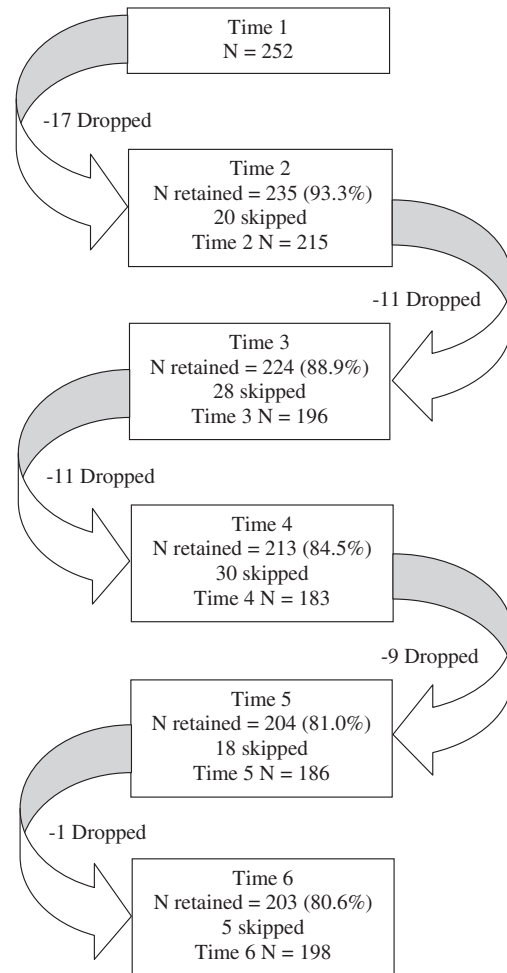 Time 1
N = 252
-17 Dropped
Time 2
N retained = 235 (93.3%)
20 skipped
Time 2 N = 215
-11 Dropped
Time 3
N retained = 224 (88.9%)
28 skipped
Time 3 N = 196
-11 Dropped
Time 4
N retained = 213 (84.5%)
30 skipped
Time 4 N = 183
-9 Dropped
Time 5
N retained = 204 (81.0%)
18 skipped
Time 5 N = 186
-1 Dropped
Time 6
N retained = 203 (80.6%)
5 skipped
Time 6 N = 198